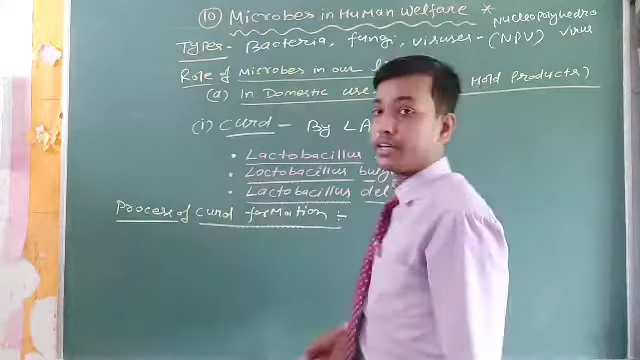 (10) Microbes in Human Welfare *
Nucleopolyhedro
Types - Bacteria, fungi, viruses - (NPV) virus
Role of Microbes in our
(a) In Domestic use. Hold Products)
(i) Curd - By LA
• Lactobacillus
• Lactobacillus bulg
• Lactobacillus del
Process of curd formation :-